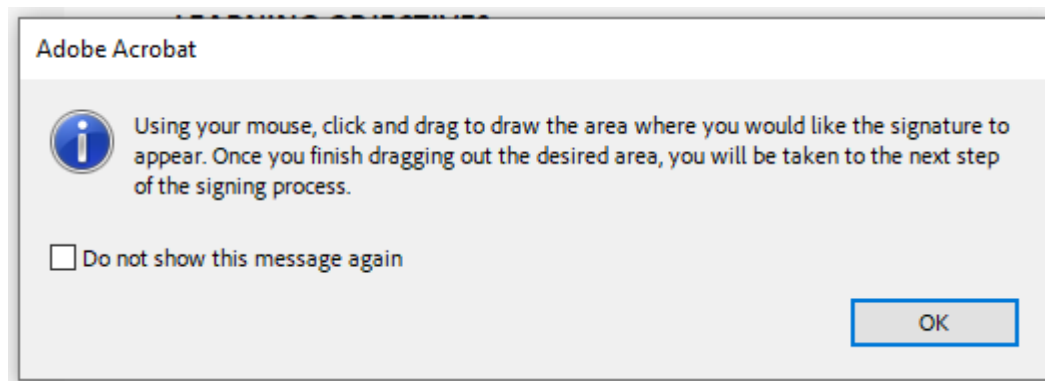 LEARNING OBJECTIVES
Adobe Acrobat
Using your mouse, click and drag to draw the area where you would like the signature to
appear. Once you finish dragging out the desired area, you will be taken to the next step
of the signing process.
Do not show this message again
OK